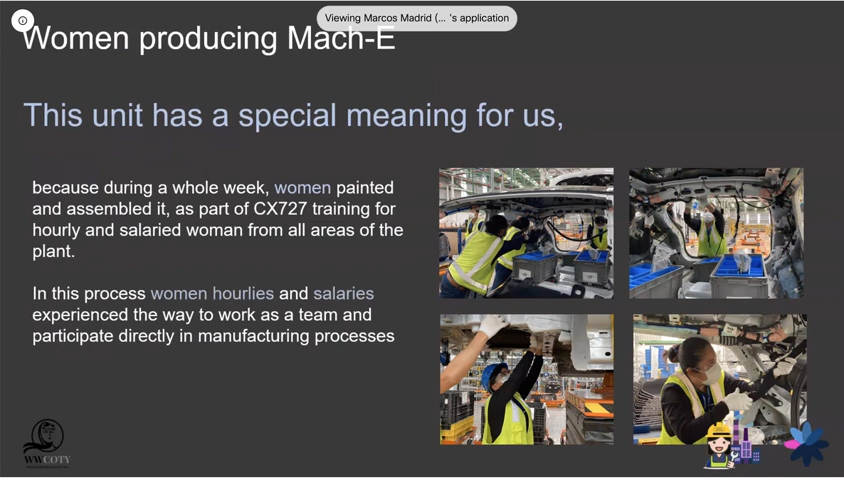 Viewing Marcos Madrid (... 's application
Women producing Mach-E
This unit has a special meaning for us,
because during a whole week, women painted
and assembled it, as part of CX727 training for
hourly and salaried woman from all areas of the
plant.
In this process women hourlies and salaries
experienced the way to work as a team and
participate directly in manufacturing processes
WWCOTY